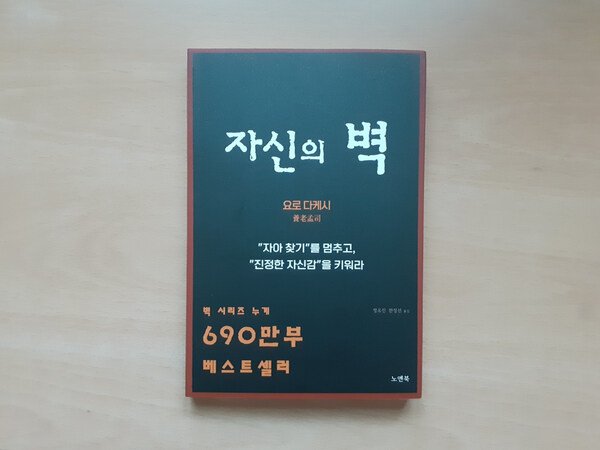 자신의 벽
요로 다케시
養老孟司
"자아 찾기"를 멈추고,
"진정한 자신감"을 키워라
벽 시리즈 누계
690만부
베스트셀러
노엔북